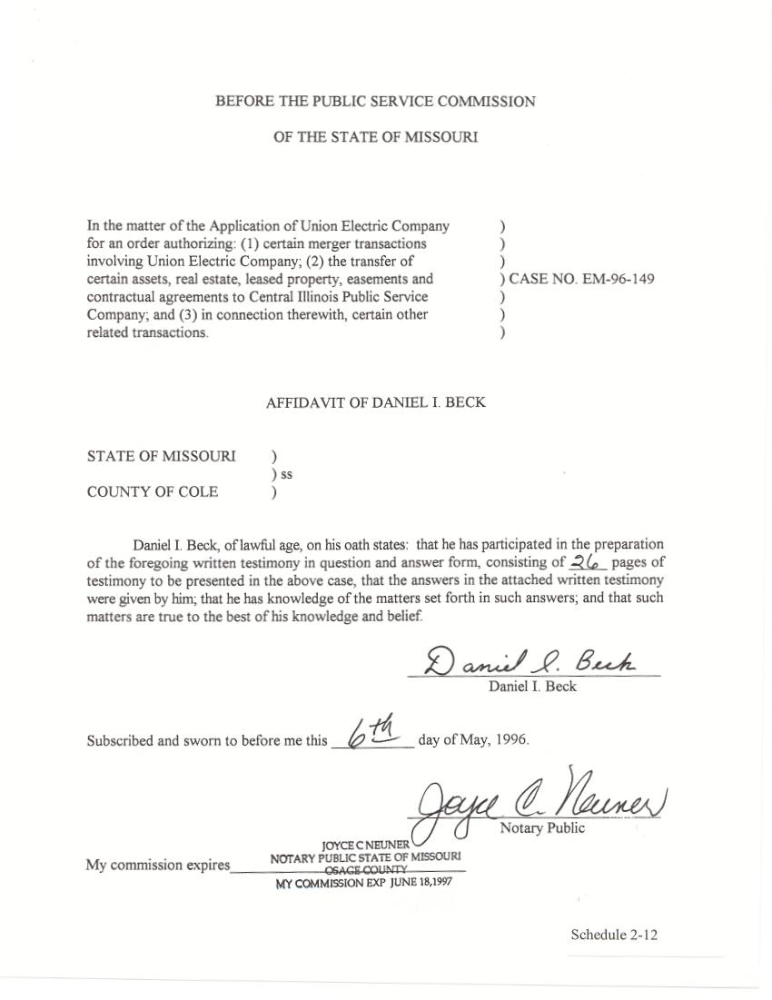 BEFORE THE PUBLIC SERVICE COMMISSION
OF THE STATE OF MISSOURI
In the matter of the Application of Union Electric Company )
for an order authorizing: (1) certain merger transactions )
involving Union Electric Company; (2) the transfer of )
certain assets, real estate, leased property, easements and ) CASE NO. EM-96-149
contractual agreements to Central Illinois Public Service )
Company; and (3) in connection therewith, certain other )
related transactions. )
AFFIDAVIT OF DANIEL I. BECK
STATE OF MISSOURI )
) ss
COUNTY OF COLE )
Daniel I. Beck, of lawful age, on his oath states: that he has participated in the preparation
of the foregoing written testimony in question and answer form, consisting of 26 pages of
testimony to be presented in the above case, that the answers in the attached written testimony
were given by him; that he has knowledge of the matters set forth in such answers; and that such
matters are true to the best of his knowledge and belief.
Daniel I. Beck
Daniel I. Beck
Subscribed and sworn to before me this 6th day of May, 1996.
Joyce C. Neuner
Notary Public
JOYCE C NEUNER
NOTARY PUBLIC STATE OF MISSOURI
My commission expires OSAGE COUNTY
MY COMMISSION EXP JUNE 18,1997
Schedule 2-12